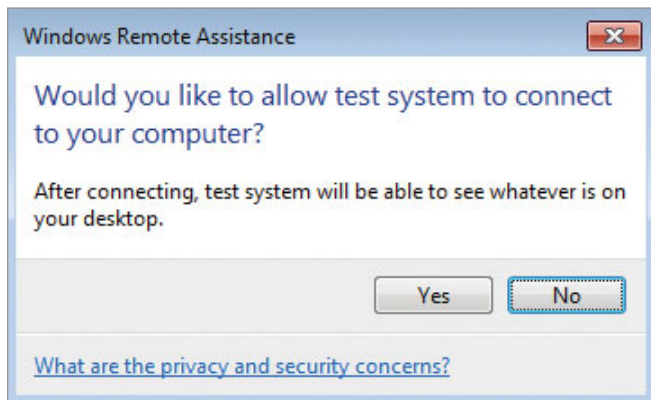 Windows Remote Assistance
Would you like to allow test system to connect
to your computer?
After connecting, test system will be able to see whatever is on
your desktop.
Yes No
What are the privacy and security concerns?